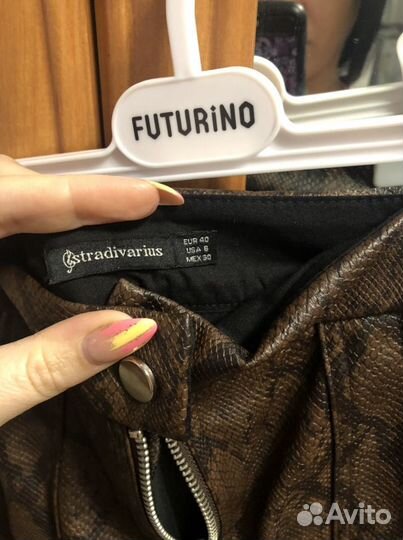 FUTURiNO
stradivarius
EUR 40
USA 8
MEX 30
Avito